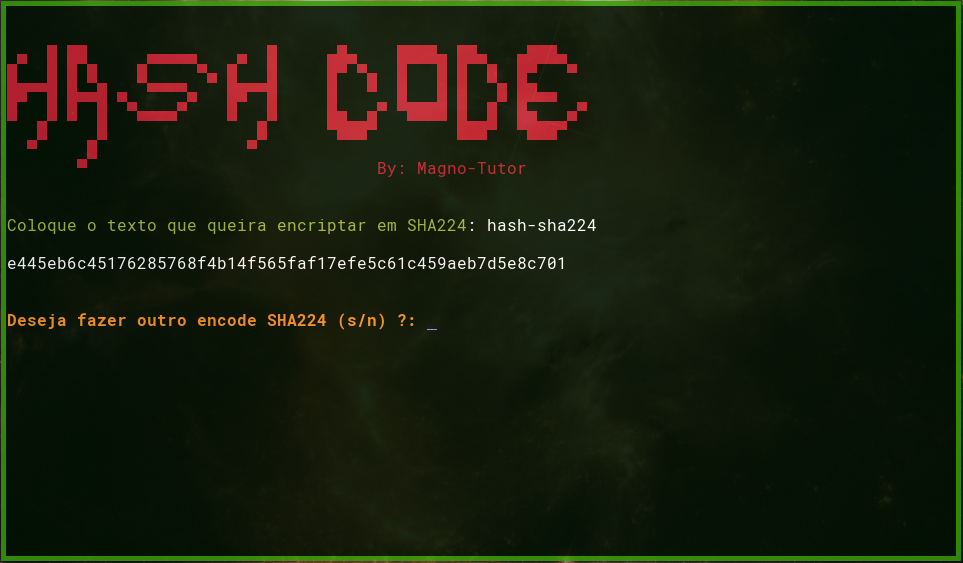 HASH CODE
By: Magno-Tutor
Coloque o texto que queira encriptar em SHA224: hash-sha224
e445eb6c45176285768f4b14f565faf17efe5c61c459aeb7d5e8c701
Deseja fazer outro encode SHA224 (s/n) ?: _